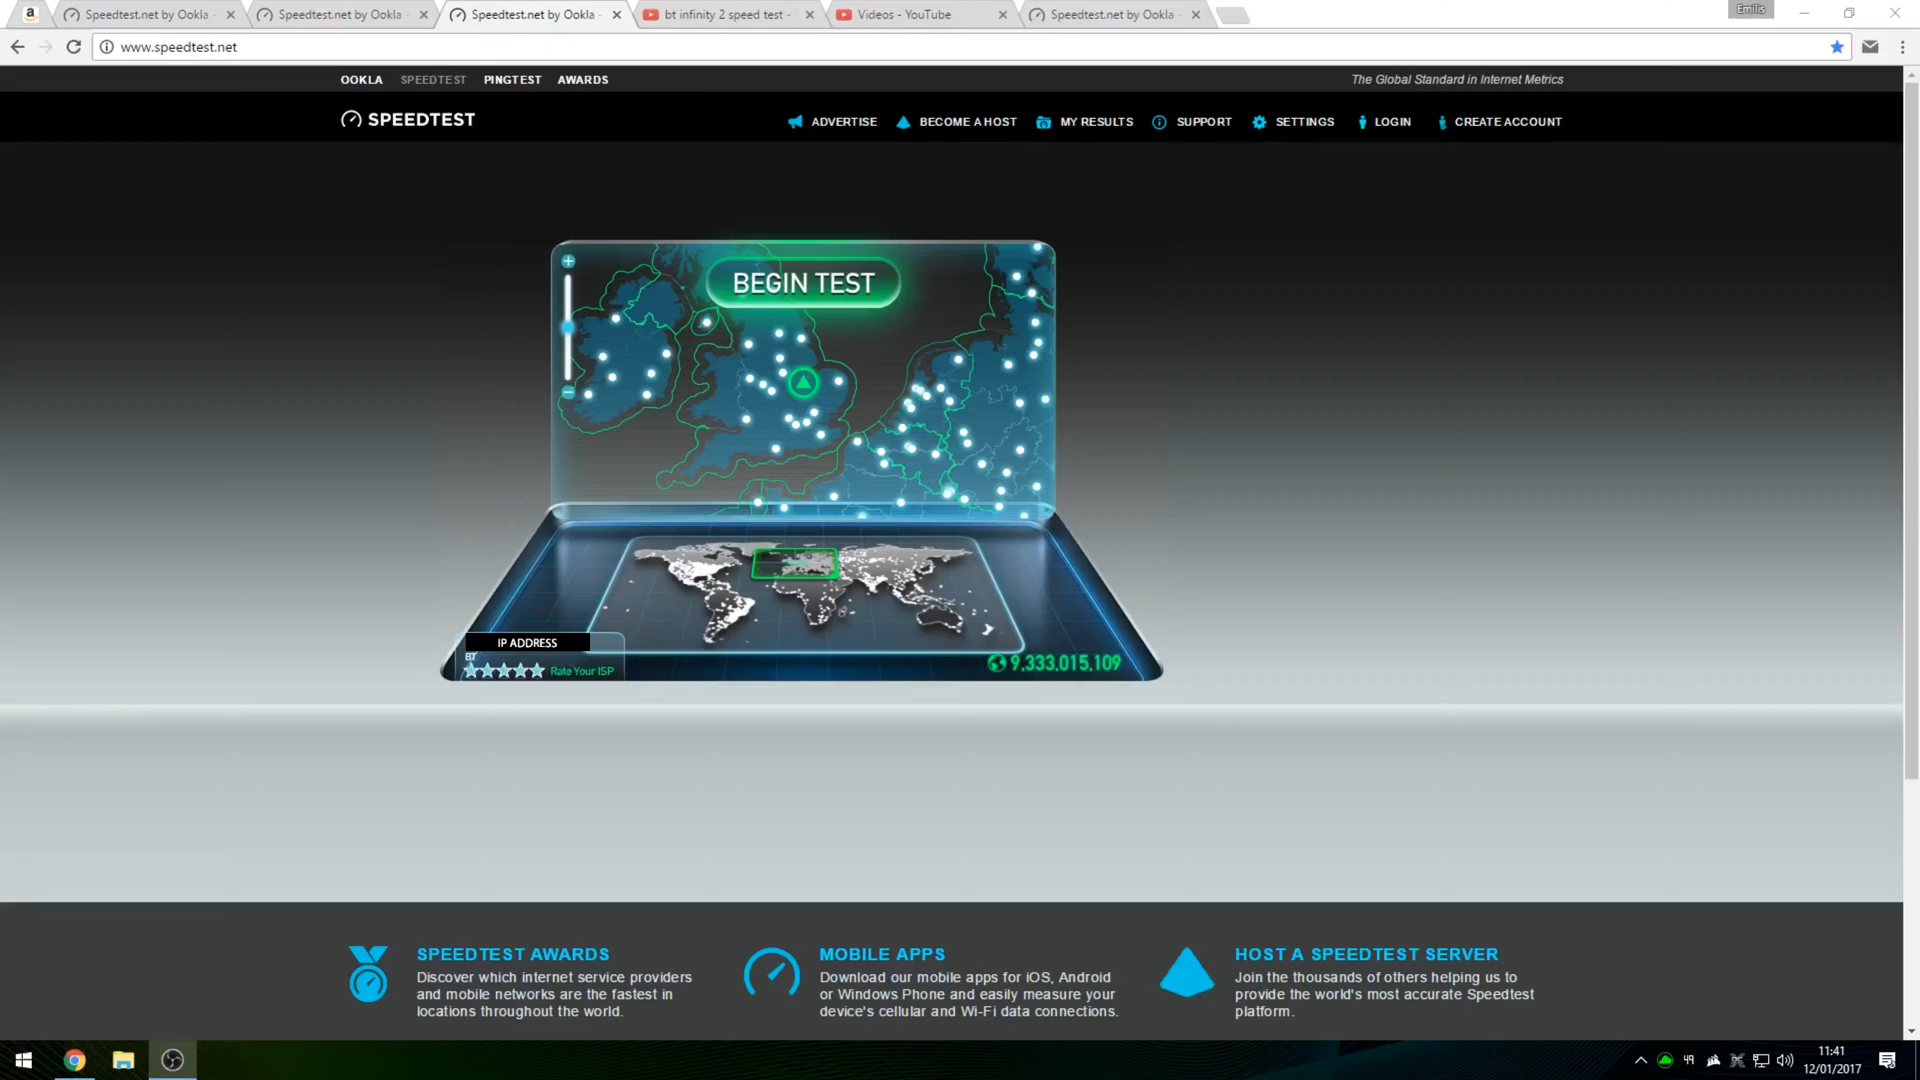 Speedtest.net by Ookla -
Speedtest.net by Ookla -
Speedtest.net by Ookla -
bt infinity 2 speed test -
Videos - YouTube
Speedtest.net by Ookla -
Emilis
www.speedtest.net
OOKLA SPEEDTEST PINGTEST AWARDS
The Global Standard in Internet Metrics
SPEEDTEST
ADVERTISE BECOME A HOST MY RESULTS SUPPORT SETTINGS LOGIN CREATE ACCOUNT
BEGIN TEST
IP ADDRESS
BT
Rate Your ISP
9,333,015,109
SPEEDTEST AWARDS
Discover which internet service providers
and mobile networks are the fastest in
locations throughout the world.
MOBILE APPS
Download our mobile apps for iOS, Android
or Windows Phone and easily measure your
device's cellular and Wi-Fi data connections.
HOST A SPEEDTEST SERVER
Join the thousands of others helping us to
provide the world's most accurate Speedtest
platform.
49
11:41
12/01/2017